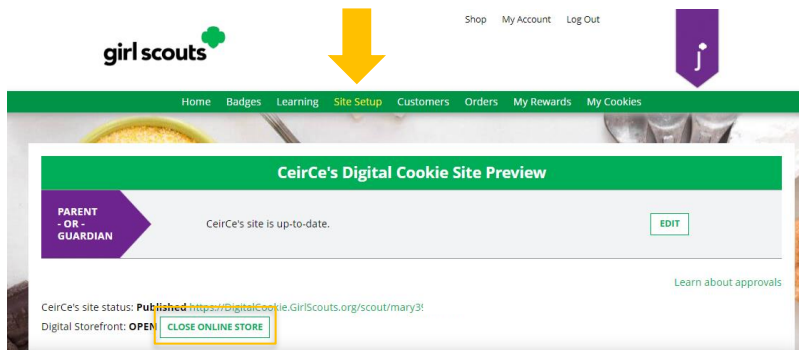 Shop My Account Log Out
girl scouts
j
Home Badges Learning Site Setup Customers Orders My Rewards My Cookies
CeirCe's Digital Cookie Site Preview
PARENT
- OR -
GUARDIAN
CeirCe's site is up-to-date.
EDIT
Learn about approvals
CeirCe's site status: Published https://DigitalCookie.GirlScouts.org/scout/mary3
Digital Storefront: OPEN CLOSE ONLINE STORE